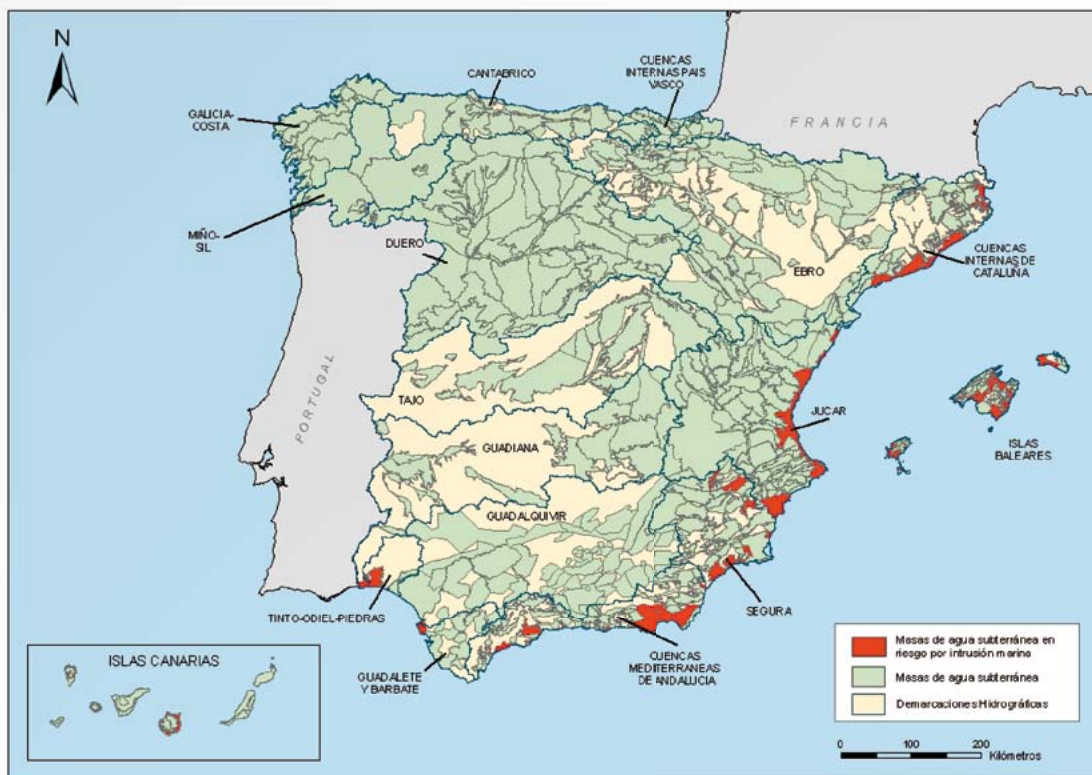 N
CANTABRICO
CUENCAS
INTERNAS PAIS
VASCO
GALICIA-
COSTA
FRANCIA
MIÑO-
SIL
DUERO
EBRO
CUENCAS
INTERNAS DE
CATALUÑA
PORTUGAL
TAJO
JUCAR
GUADIANA
ISLAS
BALEARES
GUADALQUIVIR
SEGURA
TINTO-ODIEL-PIEDRAS
GUADALETE
Y BARBATE
CUENCAS
MEDITERRANEAS
DE ANDALUCIA
ISLAS CANARIAS
Masas de agua subterránea en
riesgo por intrusión marina
Masas de agua subterránea
Demarcaciones Hidrográficas
0 100 200
Kilómetros